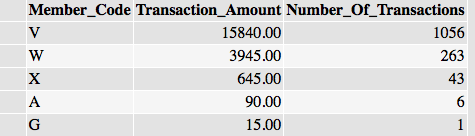 Member_Code Transaction_Amount Number_Of_Transactions
V 15840.00 1056
W 3945.00 263
X 645.00 43
A 90.00 6
G 15.00 1